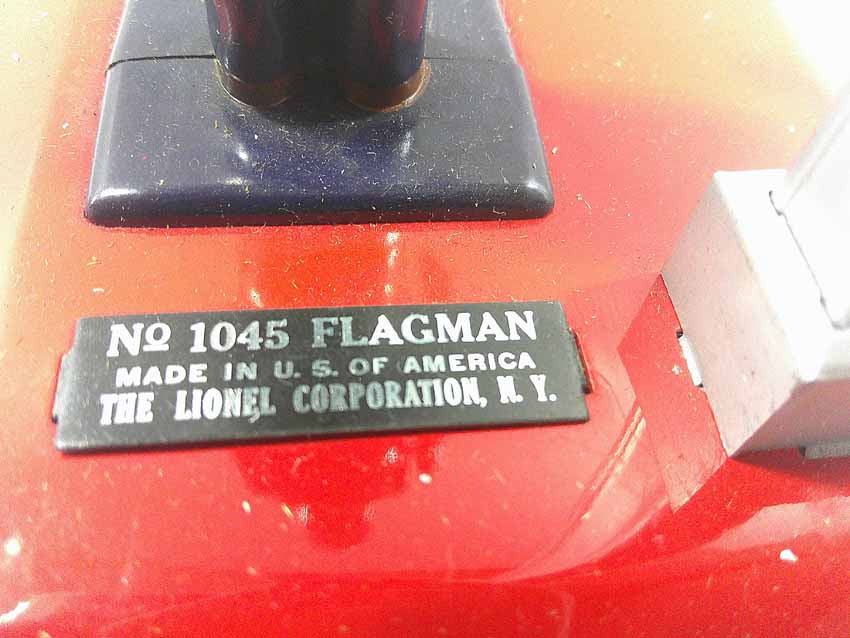 No 1045 FLAGMAN
MADE IN U. S. OF AMERICA
THE LIONEL CORPORATION, N. Y.